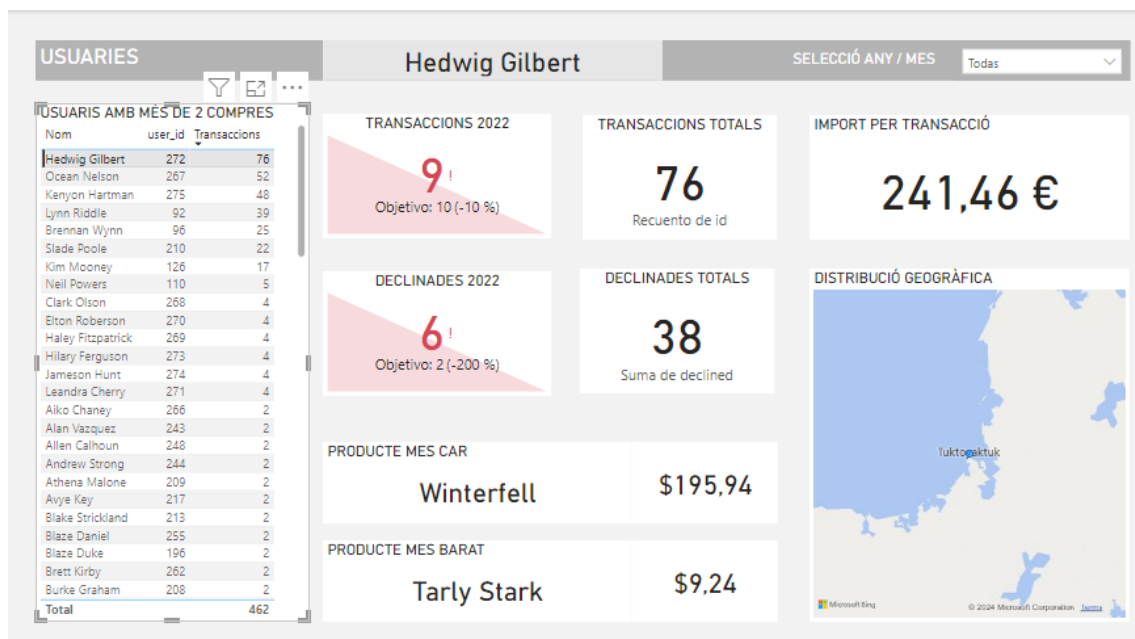 USUARIES
Hedwig Gilbert
SELECCIÓ ANY / MES
Todas
USUARIS AMB MÉS DE 2 COMPRES
Nom user_id Transaccions
Hedwig Gilbert 272 76
Ocean Nelson 267 52
Kenyon Hartman 275 48
Lynn Riddle 92 39
Brennan Wynn 96 25
Slade Poole 210 22
Kim Mooney 126 17
Neil Powers 110 5
Clark Olson 268 4
Elton Roberson 270 4
Haley Fitzpatrick 269 4
Hilary Ferguson 273 4
Jameson Hunt 274 4
Leandra Cherry 271 4
Aiko Chaney 266 2
Alan Vazquez 243 2
Allen Calhoun 248 2
Andrew Strong 244 2
Athena Malone 209 2
Avye Key 217 2
Blake Strickland 213 2
Blaze Daniel 255 2
Blaze Duke 196 2
Brett Kirby 262 2
Burke Graham 208 2
Total 462
TRANSACCIONS 2022
9!
Objetivo: 10 (-10 %)
TRANSACCIONS TOTALS
76
Recuento de id
IMPORT PER TRANSACCIÓ
241,46 €
DECLINADES 2022
6!
Objetivo: 2 (-200 %)
DECLINADES TOTALS
38
Suma de declined
DISTRIBUCIÓ GEOGRÀFICA
Tuktoyaktuk
Microsoft Bing
© 2024 Microsoft Corporation
PRODUCTE MES CAR
Winterfell
$195,94
PRODUCTE MES BARAT
Tarly Stark
$9,24